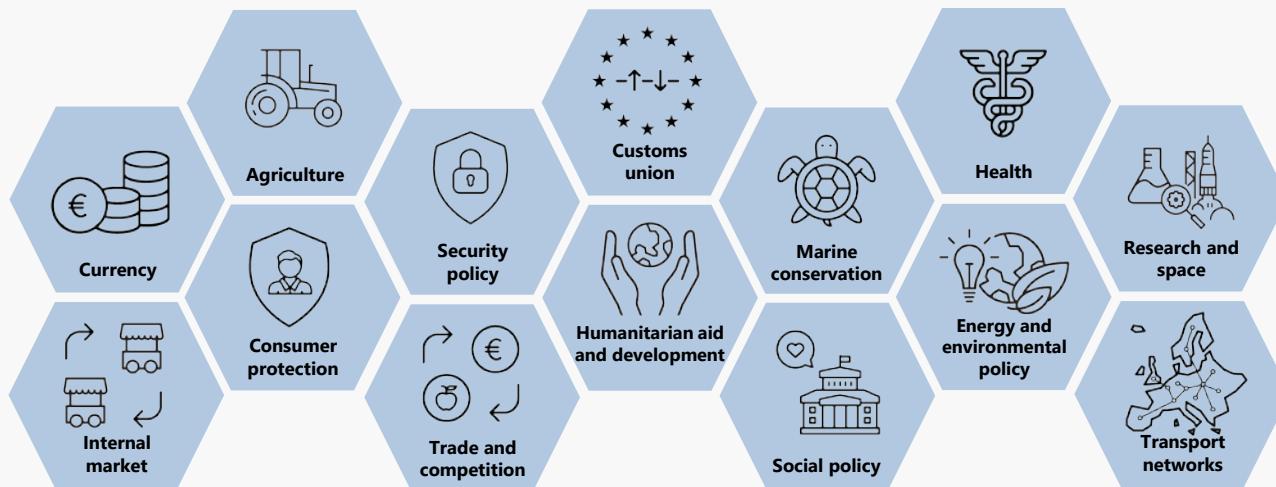 Agriculture
Customs
union
Health
Currency
Security
policy
Marine
conservation
Research and
space
Consumer
protection
Humanitarian aid
and development
Energy and
environmental
policy
Internal
market
Trade and
competition
Social policy
Transport
networks
€
€